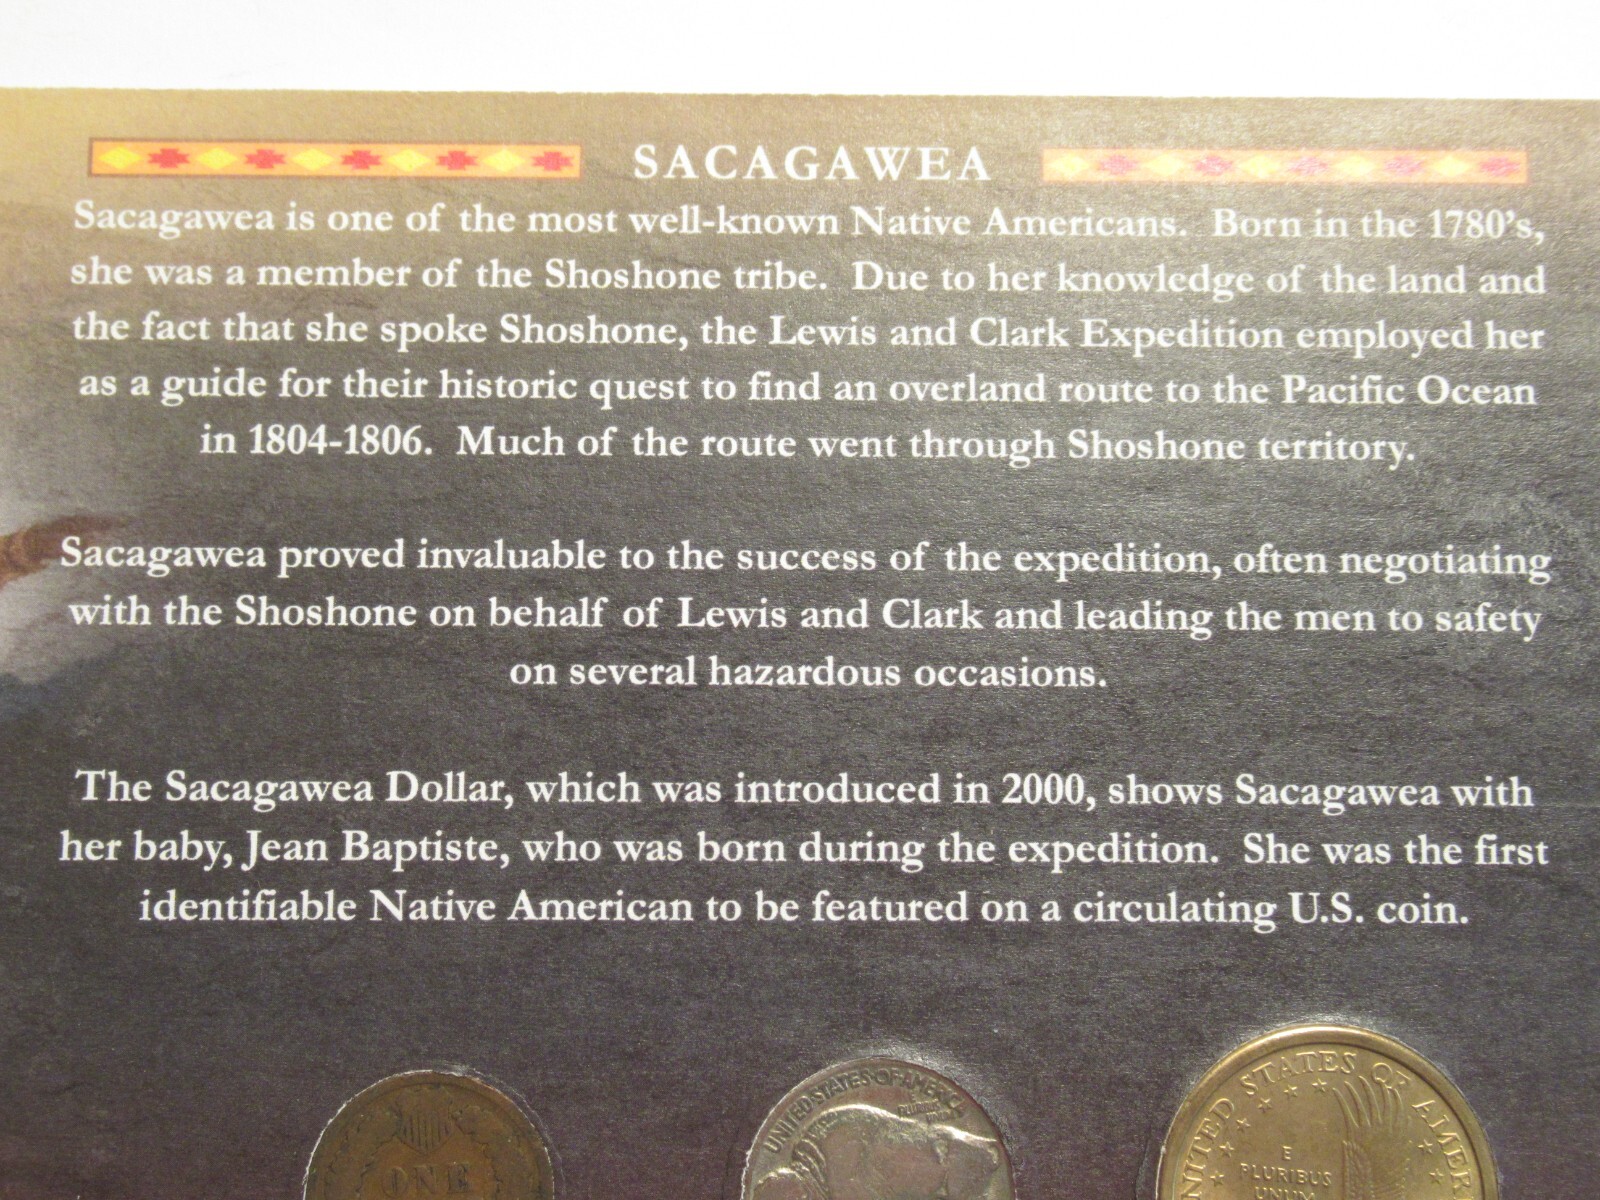 SACAGAWEA
Sacagawea is one of the most well-known Native Americans. Born in the 1780's,
she was a member of the Shoshone tribe. Due to her knowledge of the land and
the fact that she spoke Shoshone, the Lewis and Clark Expedition employed her
as a guide for their historic quest to find an overland route to the Pacific Ocean
in 1804-1806. Much of the route went through Shoshone territory.
Sacagawea proved invaluable to the success of the expedition, often negotiating
with the Shoshone on behalf of Lewis and Clark and leading the men to safety
on several hazardous occasions.
The Sacagawea Dollar, which was introduced in 2000, shows Sacagawea with
her baby, Jean Baptiste, who was born during the expedition. She was the first
identifiable Native American to be featured on a circulating U.S. coin.
ONE
UNITED STATES OF AMERICA
UNITED STATES OF AMER
E
PLURIBUS
UNUM